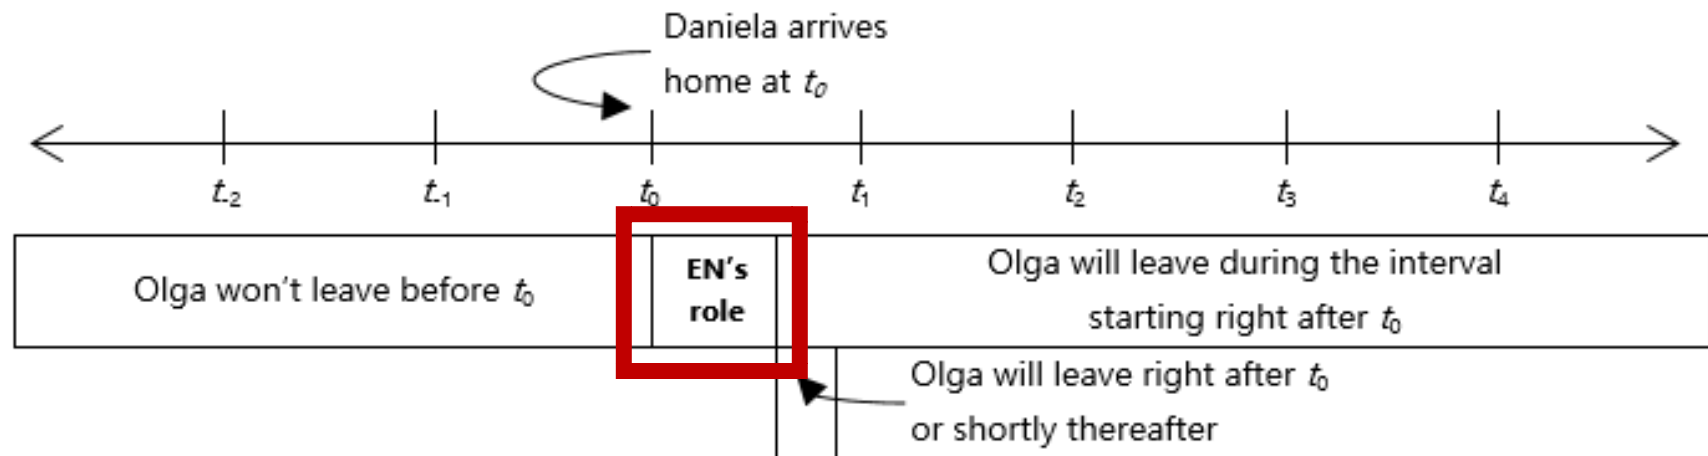 Daniela arrives
home at t₀
t₋₂ t₋₁ t₀ t₁ t₂ t₃ t₄
Olga won’t leave before t₀
EN’s
role
Olga will leave during the interval
starting right after t₀
Olga will leave right after t₀
or shortly thereafter